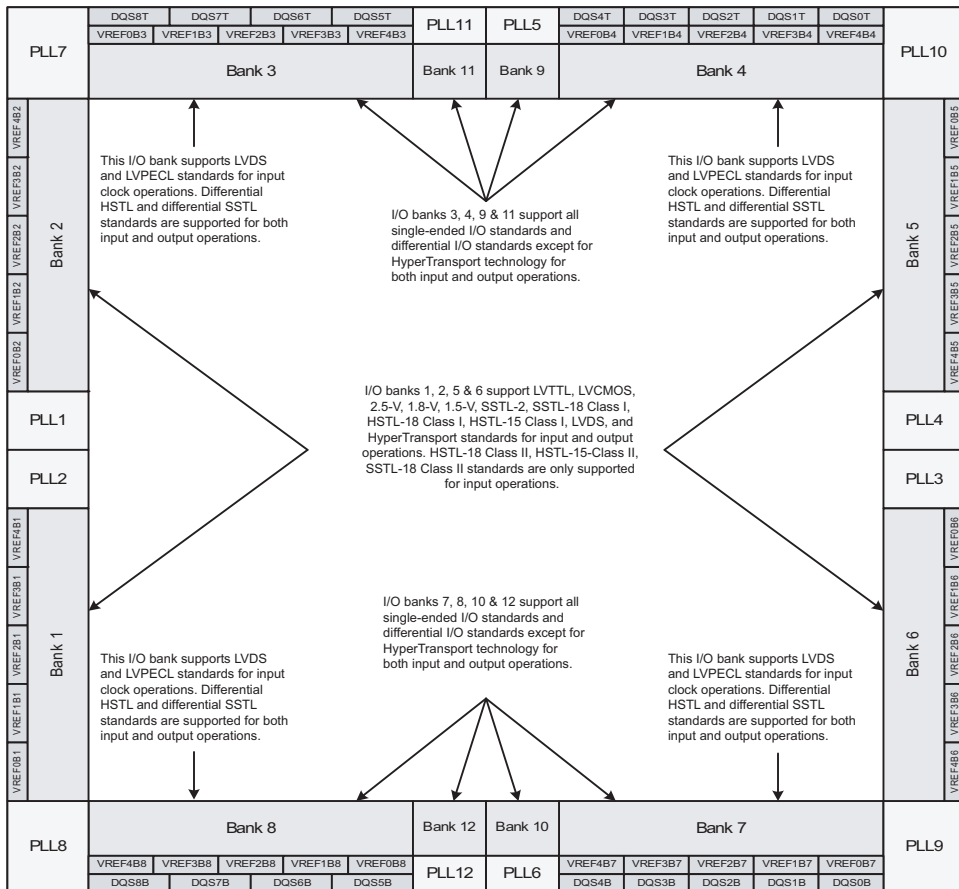 PLL7
DQS8T DQS7T DQS6T DQS5T
VREF0B3 VREF1B3 VREF2B3 VREF3B3 VREF4B3
Bank 3
PLL11
Bank 11
PLL5
Bank 9
DQS4T DQS3T DQS2T DQS1T DQS0T
VREF0B4 VREF1B4 VREF2B4 VREF3B4 VREF4B4
Bank 4
PLL10
VREF4B2
VREF3B2
VREF2B2
VREF1B2
VREF0B2
Bank 2
This I/O bank supports LVDS
and LVPECL standards for input
clock operations. Differential
HSTL and differential SSTL
standards are supported for both
input and output operations.
I/O banks 3, 4, 9 & 11 support all
single-ended I/O standards and
differential I/O standards except for
HyperTransport technology for
both input and output operations.
This I/O bank supports LVDS
and LVPECL standards for input
clock operations. Differential
HSTL and differential SSTL
standards are supported for both
input and output operations.
Bank 5
VREF0B5
VREF1B5
VREF2B5
VREF3B5
VREF4B5
PLL1
PLL2
I/O banks 1, 2, 5 & 6 support LVTTL, LVCMOS,
2.5-V, 1.8-V, 1.5-V, SSTL-2, SSTL-18 Class I,
HSTL-18 Class I, HSTL-15 Class I, LVDS, and
HyperTransport standards for input and output
operations. HSTL-18 Class II, HSTL-15-Class II,
SSTL-18 Class II standards are only supported
for input operations.
PLL4
PLL3
VREF4B1
VREF3B1
VREF2B1
VREF1B1
VREF0B1
Bank 1
This I/O bank supports LVDS
and LVPECL standards for input
clock operations. Differential
HSTL and differential SSTL
standards are supported for both
input and output operations.
I/O banks 7, 8, 10 & 12 support all
single-ended I/O standards and
differential I/O standards except for
HyperTransport technology for
both input and output operations.
This I/O bank supports LVDS
and LVPECL standards for input
clock operations. Differential
HSTL and differential SSTL
standards are supported for both
input and output operations.
Bank 6
VREF0B6
VREF1B6
VREF2B6
VREF3B6
VREF4B6
PLL8
Bank 8
VREF4B8 VREF3B8 VREF2B8 VREF1B8 VREF0B8
DQS8B DQS7B DQS6B DQS5B
Bank 12
PLL12
Bank 10
PLL6
Bank 7
VREF4B7 VREF3B7 VREF2B7 VREF1B7 VREF0B7
DQS4B DQS3B DQS2B DQS1B DQS0B
PLL9